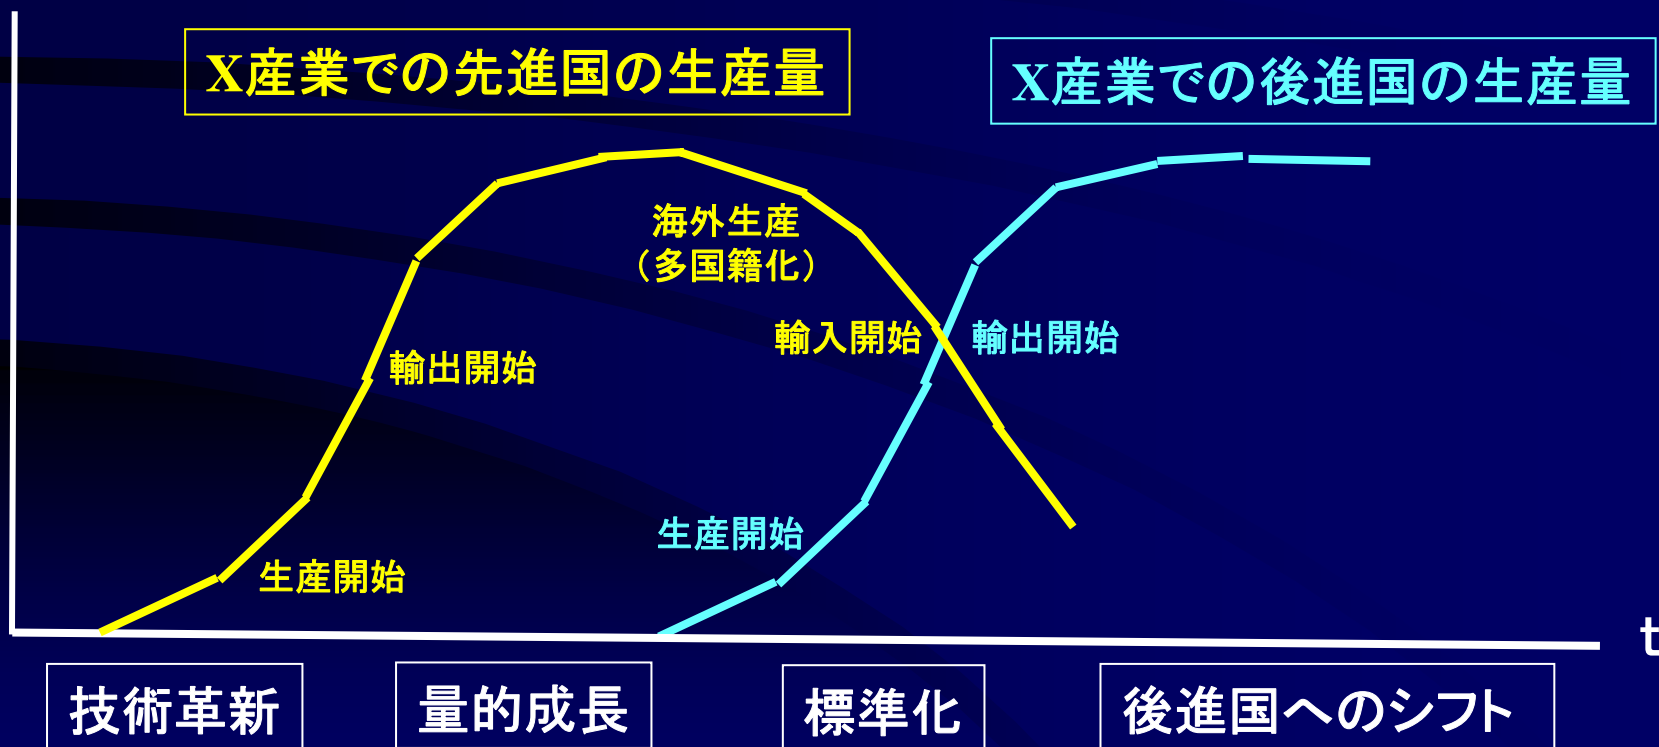 X産業での先進国の生産量
X産業での後進国の生産量
海外生産
（多国籍化）
輸入開始
輸出開始
輸出開始
生産開始
生産開始
t
技術革新
量的成長
標準化
後進国へのシフト